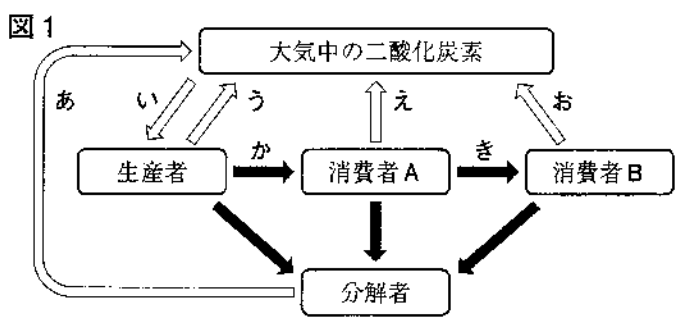 図1
大気中の二酸化炭素
あ い う え お
か き
生産者 消費者A 消費者B
分解者